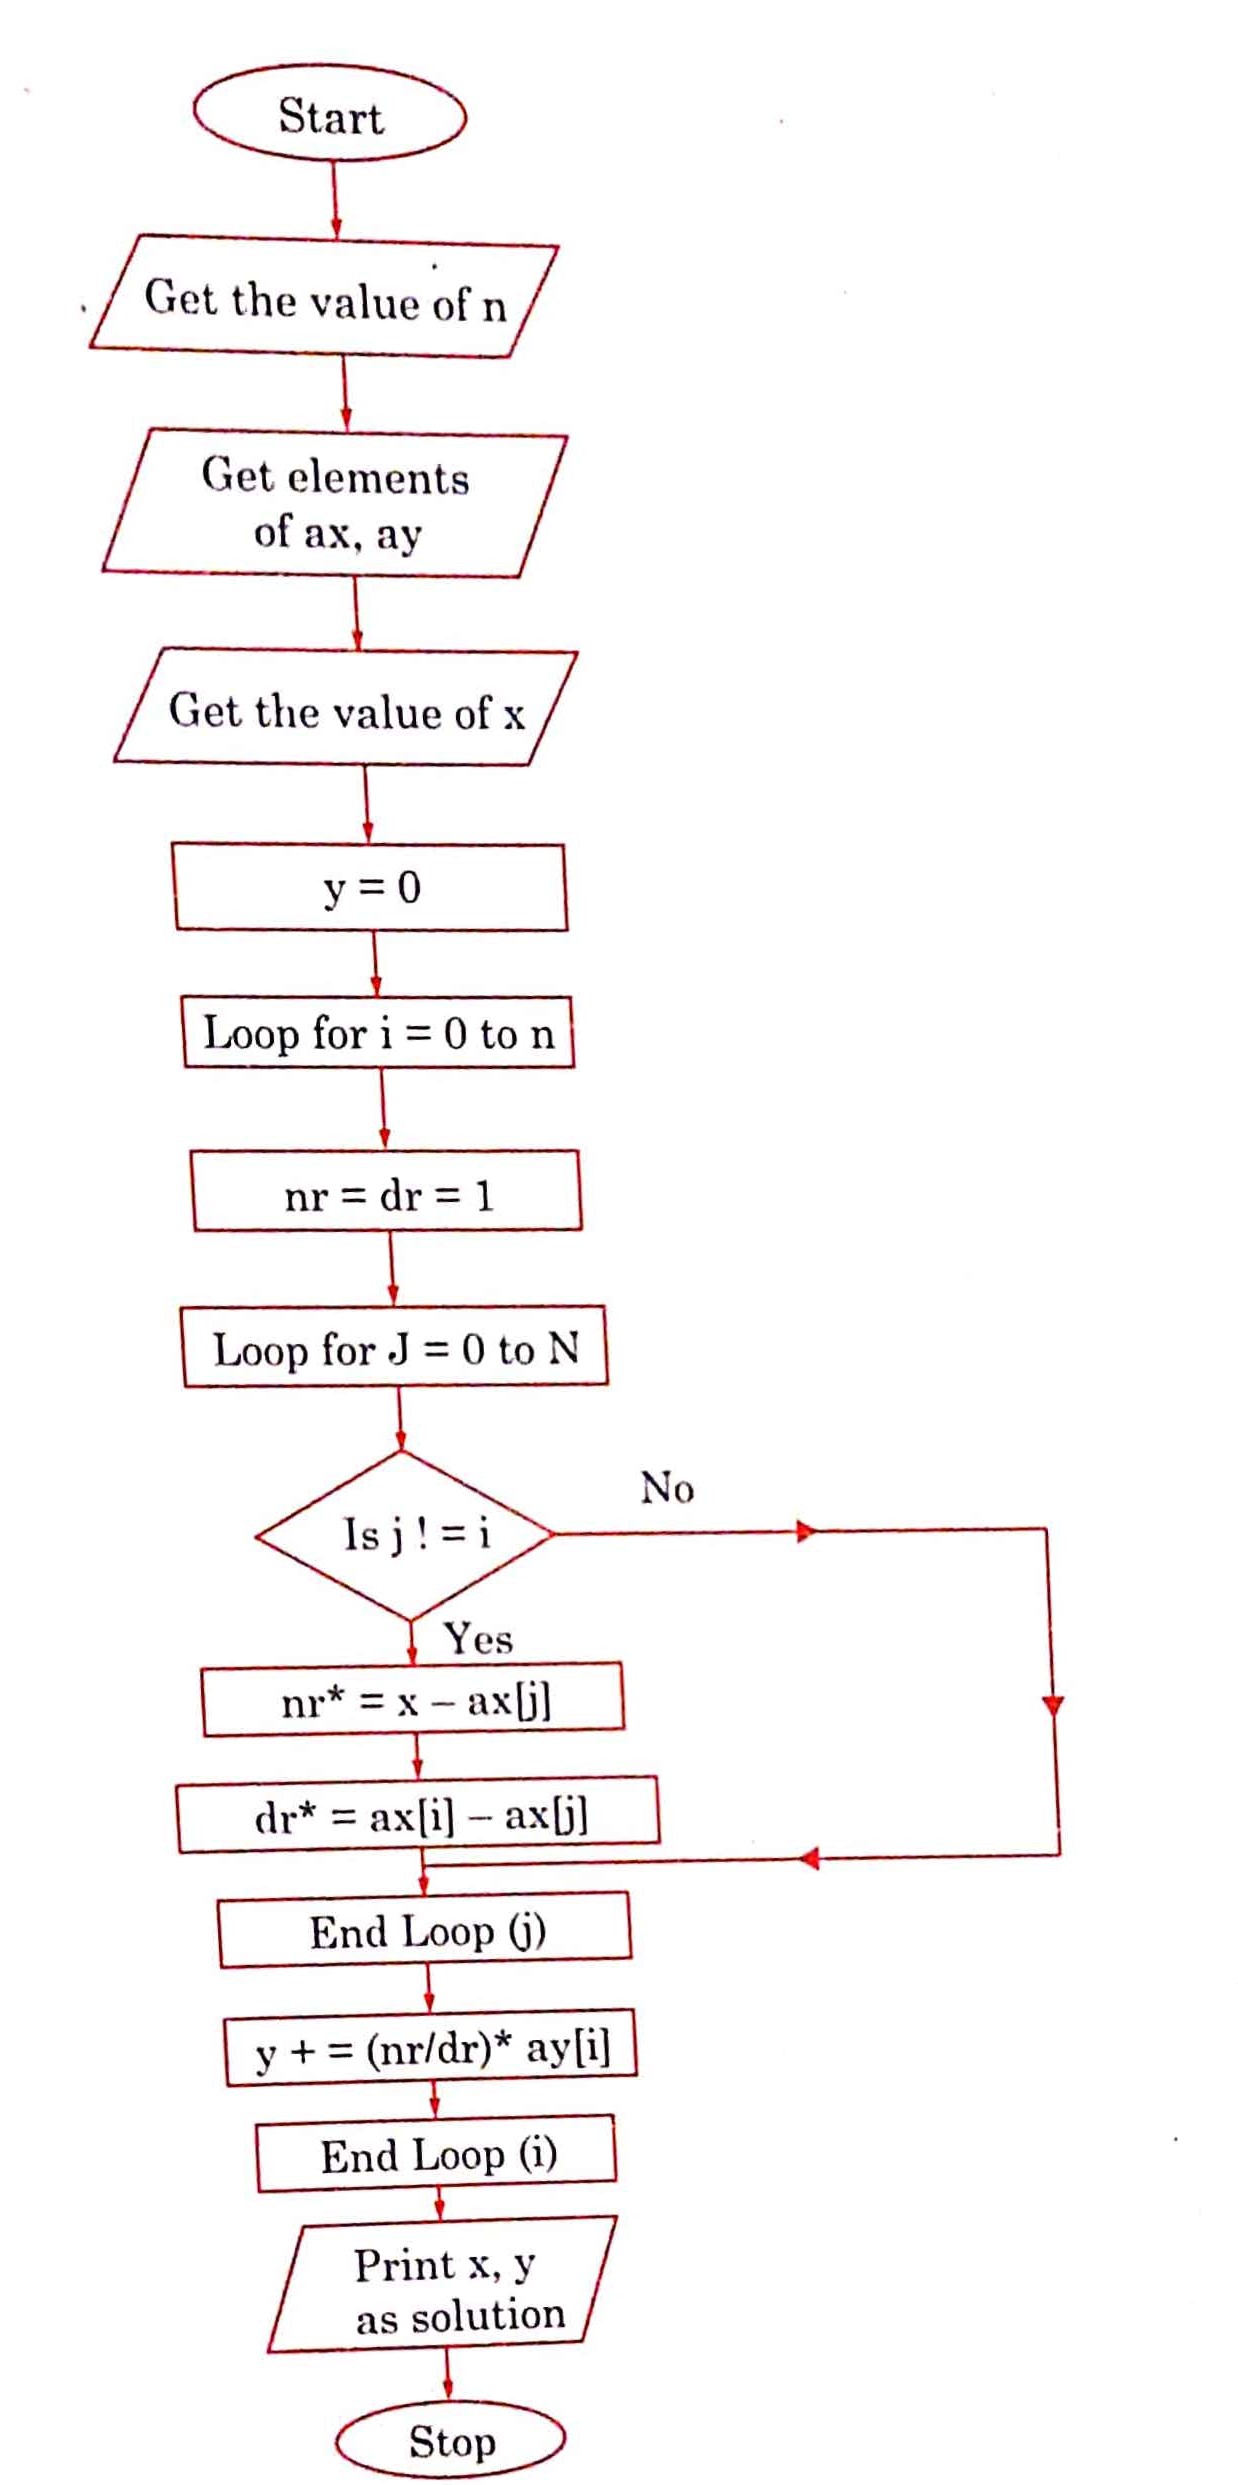 Start
Get the value of n
Get elements
of ax, ay
Get the value of x
y = 0
Loop for i = 0 to n
nr = dr = 1
Loop for J = 0 to N
Is j ! = i
No
Yes
nr* = x – ax[j]
dr* = ax[i] – ax[j]
End Loop (j)
y + = (nr/dr)* ay[i]
End Loop (i)
Print x, y
as solution
Stop